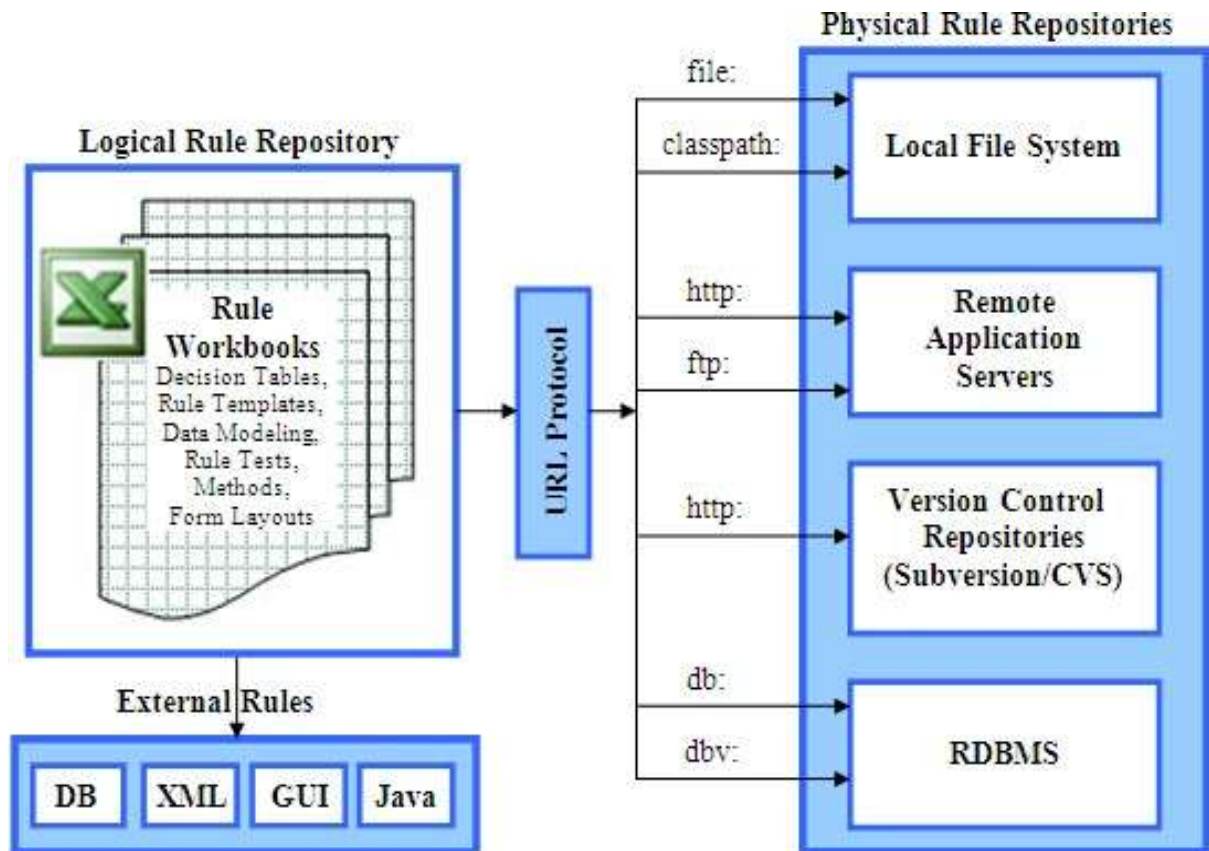 Physical Rule Repositories
Logical Rule Repository
Rule
Workbooks
Decision Tables,
Rule Templates,
Data Modeling,
Rule Tests,
Methods,
Form Layouts
URL Protocol
file:
classpath:
http:
ftp:
http:
db:
dbv:
Local File System
Remote
Application
Servers
Version Control
Repositories
(Subversion/CVS)
RDBMS
External Rules
DB
XML
GUI
Java